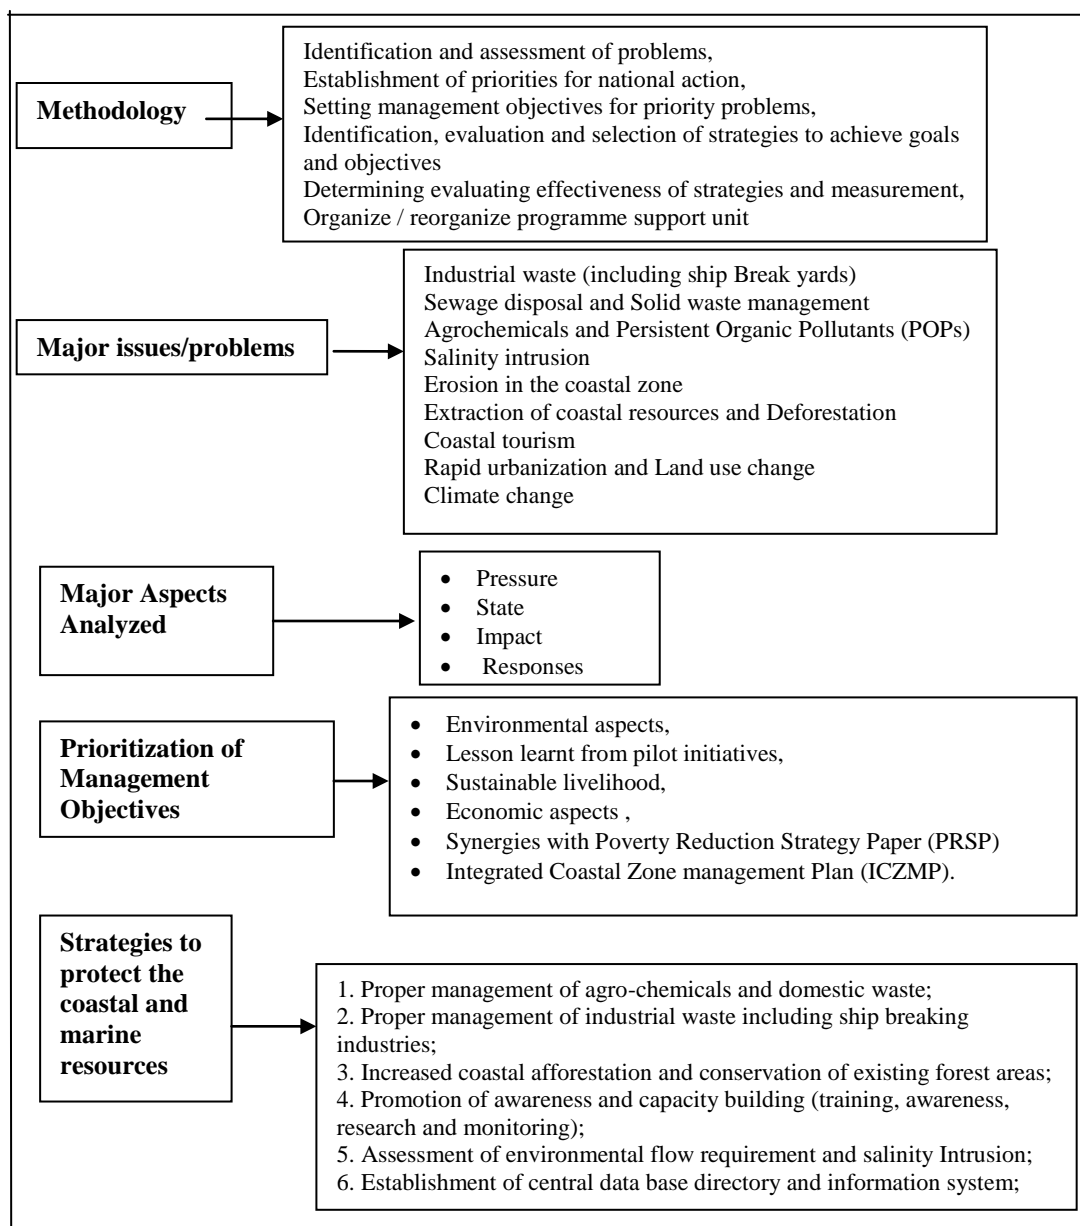 Methodology
Identification and assessment of problems,
Establishment of priorities for national action,
Setting management objectives for priority problems,
Identification, evaluation and selection of strategies to achieve goals
and objectives
Determining evaluating effectiveness of strategies and measurement,
Organize / reorganize programme support unit
Major issues/problems
Industrial waste (including ship Break yards)
Sewage disposal and Solid waste management
Agrochemicals and Persistent Organic Pollutants (POPs)
Salinity intrusion
Erosion in the coastal zone
Extraction of coastal resources and Deforestation
Coastal tourism
Rapid urbanization and Land use change
Climate change
Major Aspects
Analyzed
• Pressure
• State
• Impact
• Responses
Prioritization of
Management
Objectives
• Environmental aspects,
• Lesson learnt from pilot initiatives,
• Sustainable livelihood,
• Economic aspects ,
• Synergies with Poverty Reduction Strategy Paper (PRSP)
• Integrated Coastal Zone management Plan (ICZMP).
Strategies to
protect the
coastal and
marine
resources
1. Proper management of agro-chemicals and domestic waste;
2. Proper management of industrial waste including ship breaking
industries;
3. Increased coastal afforestation and conservation of existing forest areas;
4. Promotion of awareness and capacity building (training, awareness,
research and monitoring);
5. Assessment of environmental flow requirement and salinity Intrusion;
6. Establishment of central data base directory and information system;